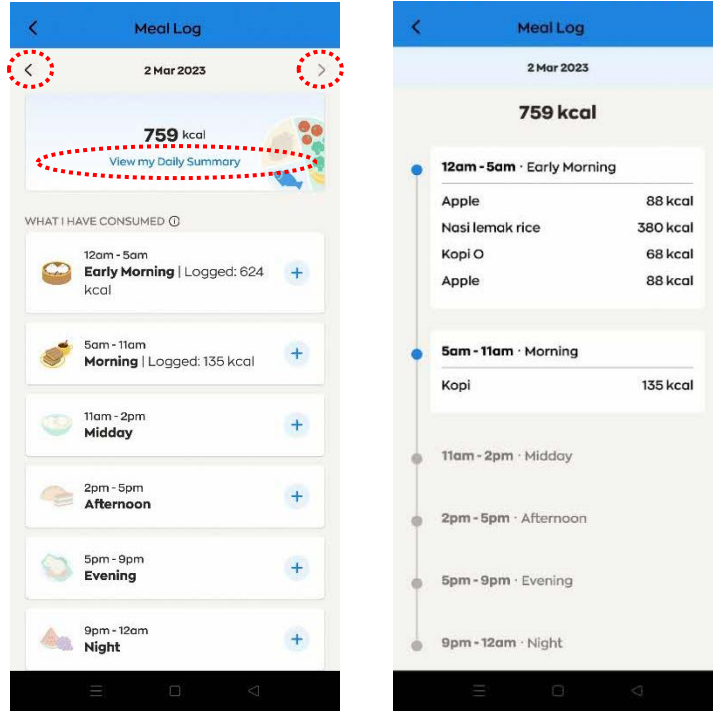 Meal Log
2 Mar 2023
759 kcal
View my Daily Summary
WHAT I HAVE CONSUMED
12am - 5am
Early Morning | Logged: 624
kcal
5am - 11am
Morning | Logged: 135 kcal
11am - 2pm
Midday
2pm - 5pm
Afternoon
5pm - 9pm
Evening
9pm - 12am
Night
Meal Log
2 Mar 2023
759 kcal
12am - 5am · Early Morning
Apple 88 kcal
Nasi lemak rice 380 kcal
Kopi O 68 kcal
Apple 88 kcal
5am - 11am · Morning
Kopi 135 kcal
11am - 2pm · Midday
2pm - 5pm · Afternoon
5pm - 9pm · Evening
9pm - 12am · Night